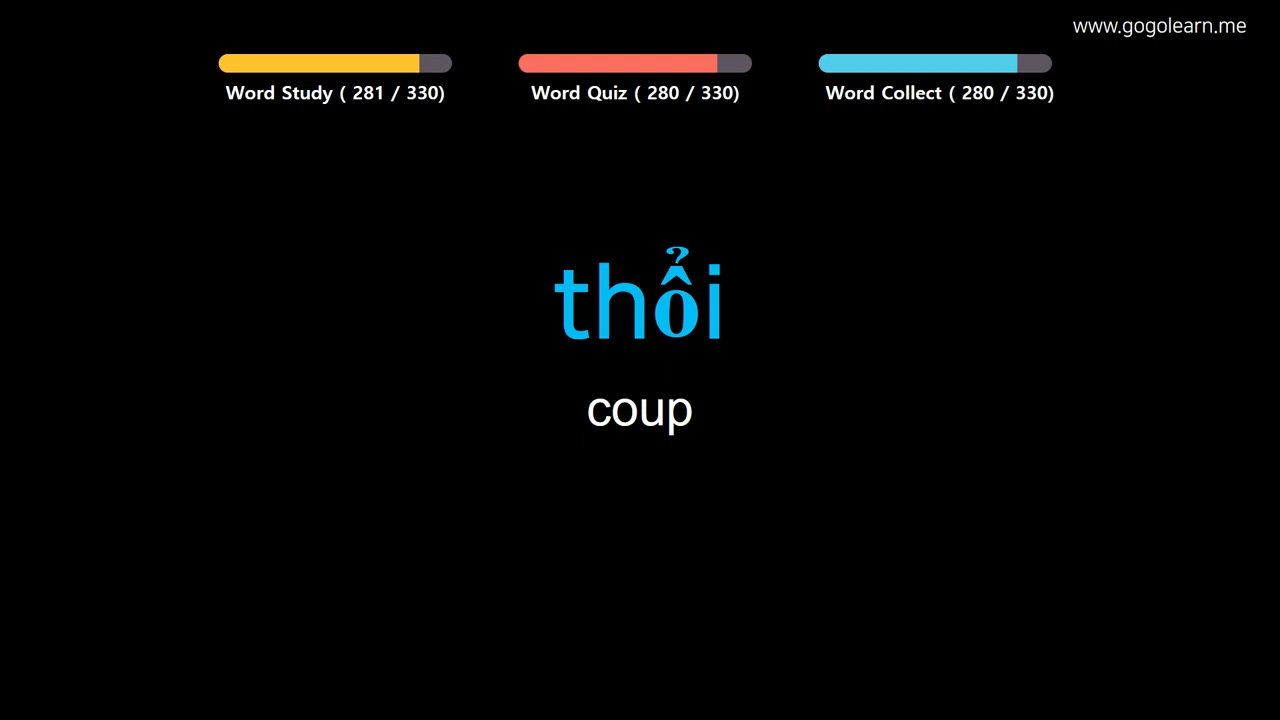 www.gogolearn.me
Word Study ( 281 / 330)
Word Quiz ( 280 / 330)
Word Collect ( 280 / 330)
thổi
coup